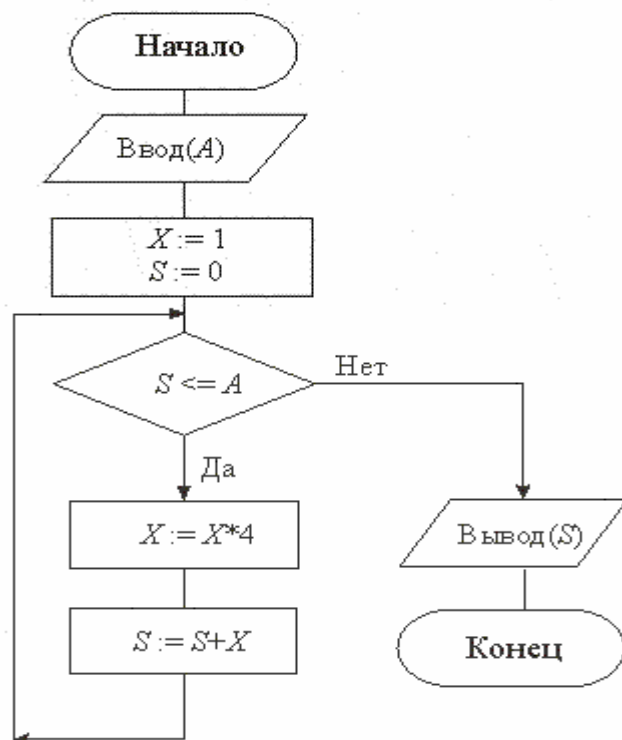 Начало
Ввод(A)
X := 1
S := 0
S <= A
Нет
Да
X := X*4
Вывод(S)
S := S+X
Конец